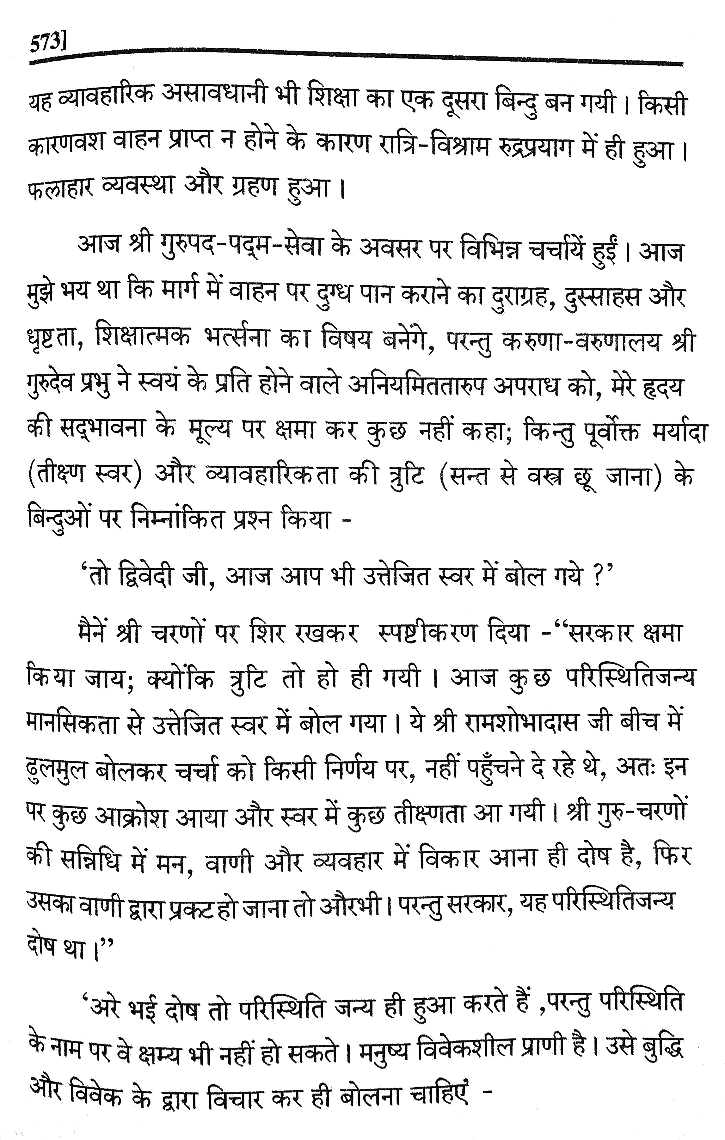 573]
यह व्यावहारिक असावधानी भी शिक्षा का एक दूसरा बिन्दु बन गयी । किसी
कारणवश वाहन प्राप्त न होने के कारण रात्रि-विश्राम रुद्रप्रयाग में ही हुआ ।
फलाहार व्यवस्था और ग्रहण हुआ ।
आज श्री गुरुपद-पद्म-सेवा के अवसर पर विभिन्न चर्चायें हुईं । आज
मुझे भय था कि मार्ग में वाहन पर दुग्ध पान कराने का दुराग्रह, दुस्साहस और
धृष्टता, शिक्षात्मक भर्त्सना का विषय बनेंगे, परन्तु करुणा-वरुणालय श्री
गुरुदेव प्रभु ने स्वयं के प्रति होने वाले अनियमिततारुप अपराध को, मेरे हृदय
की सद्भावना के मूल्य पर क्षमा कर कुछ नहीं कहा; किन्तु पूर्वोक्त मर्यादा
(तीक्ष्ण स्वर) और व्यावहारिकता की त्रुटि (सन्त से वस्त्र छू जाना) के
बिन्दुओं पर निम्नांकित प्रश्न किया -
‘तो द्विवेदी जी, आज आप भी उत्तेजित स्वर में बोल गये ?’
मैनें श्री चरणों पर शिर रखकर स्पष्टीकरण दिया -“सरकार क्षमा
किया जाय; क्योंकि त्रुटि तो हो ही गयी । आज कुछ परिस्थितिजन्य
मानसिकता से उत्तेजित स्वर में बोल गया । ये श्री रामशोभादास जी बीच में
ढुलमुल बोलकर चर्चा को किसी निर्णय पर, नहीं पहुँचने दे रहे थे, अतः इन
पर कुछ आक्रोश आया और स्वर में कुछ तीक्ष्णता आ गयी । श्री गुरु-चरणों
की सन्निधि में मन, वाणी और व्यवहार में विकार आना ही दोष है, फिर
उसका वाणी द्वारा प्रकट हो जाना तो औरभी । परन्तु सरकार, यह परिस्थितिजन्य
दोष था ।”
‘अरे भई दोष तो परिस्थिति जन्य ही हुआ करते हैं ,परन्तु परिस्थिति
के नाम पर वे क्षम्य भी नहीं हो सकते । मनुष्य विवेकशील प्राणी है । उसे बुद्धि
और विवेक के द्वारा विचार कर ही बोलना चाहिएं -